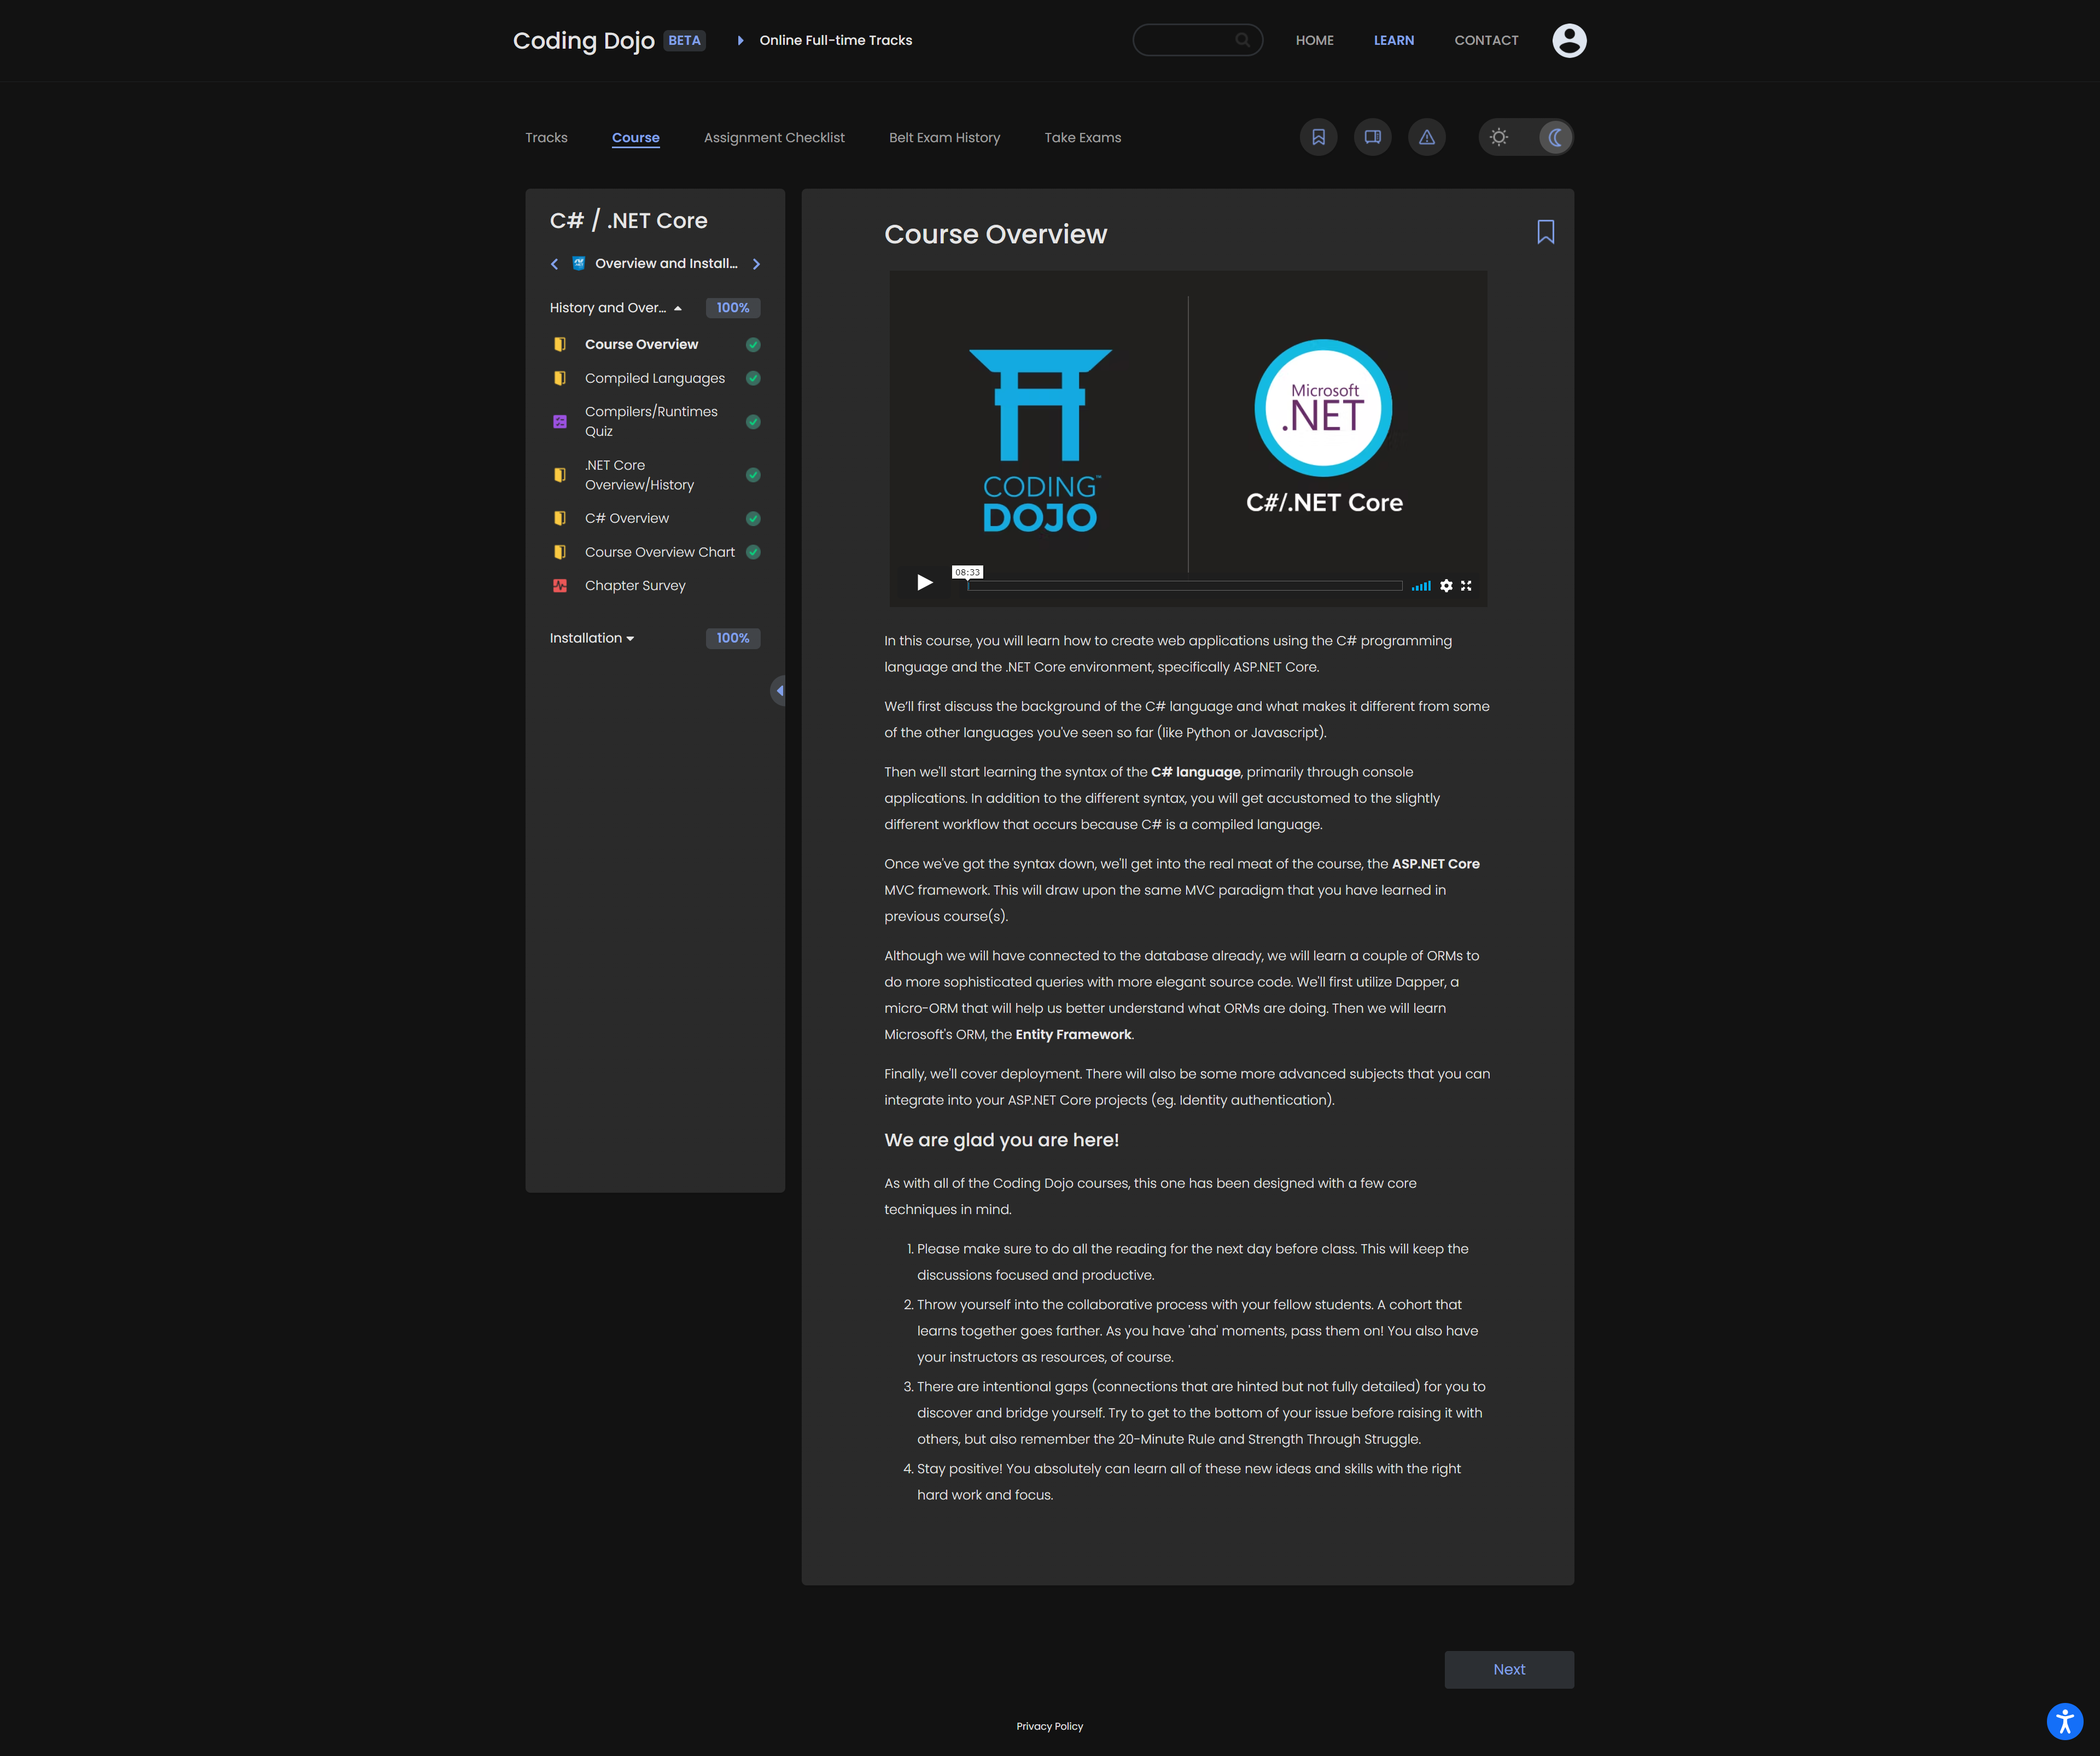 Coding Dojo BETA Online Full-time Tracks HOME LEARN CONTACT
Tracks Course Assignment Checklist Belt Exam History Take Exams
C# / .NET Core
Overview and Install...
History and Over... 100%
Course Overview
Compiled Languages
Compilers/Runtimes
Quiz
.NET Core
Overview/History
C# Overview
Course Overview Chart
Chapter Survey
Installation 100%
Course Overview
CODING™
DOJO
Microsoft
.NET
C#/.NET Core
08:33
In this course, you will learn how to create web applications using the C# programming
language and the .NET Core environment, specifically ASP.NET Core.
We'll first discuss the background of the C# language and what makes it different from some
of the other languages you've seen so far (like Python or Javascript).
Then we'll start learning the syntax of the C# language, primarily through console
applications. In addition to the different syntax, you will get accustomed to the slightly
different workflow that occurs because C# is a compiled language.
Once we've got the syntax down, we'll get into the real meat of the course, the ASP.NET Core
MVC framework. This will draw upon the same MVC paradigm that you have learned in
previous course(s).
Although we will have connected to the database already, we will learn a couple of ORMs to
do more sophisticated queries with more elegant source code. We'll first utilize Dapper, a
micro-ORM that will help us better understand what ORMs are doing. Then we will learn
Microsoft's ORM, the Entity Framework.
Finally, we'll cover deployment. There will also be some more advanced subjects that you can
integrate into your ASP.NET Core projects (eg. Identity authentication).
We are glad you are here!
As with all of the Coding Dojo courses, this one has been designed with a few core
techniques in mind.
1. Please make sure to do all the reading for the next day before class. This will keep the
discussions focused and productive.
2. Throw yourself into the collaborative process with your fellow students. A cohort that
learns together goes farther. As you have 'aha' moments, pass them on! You also have
your instructors as resources, of course.
3. There are intentional gaps (connections that are hinted but not fully detailed) for you to
discover and bridge yourself. Try to get to the bottom of your issue before raising it with
others, but also remember the 20-Minute Rule and Strength Through Struggle.
4. Stay positive! You absolutely can learn all of these new ideas and skills with the right
hard work and focus.
Next
Privacy Policy